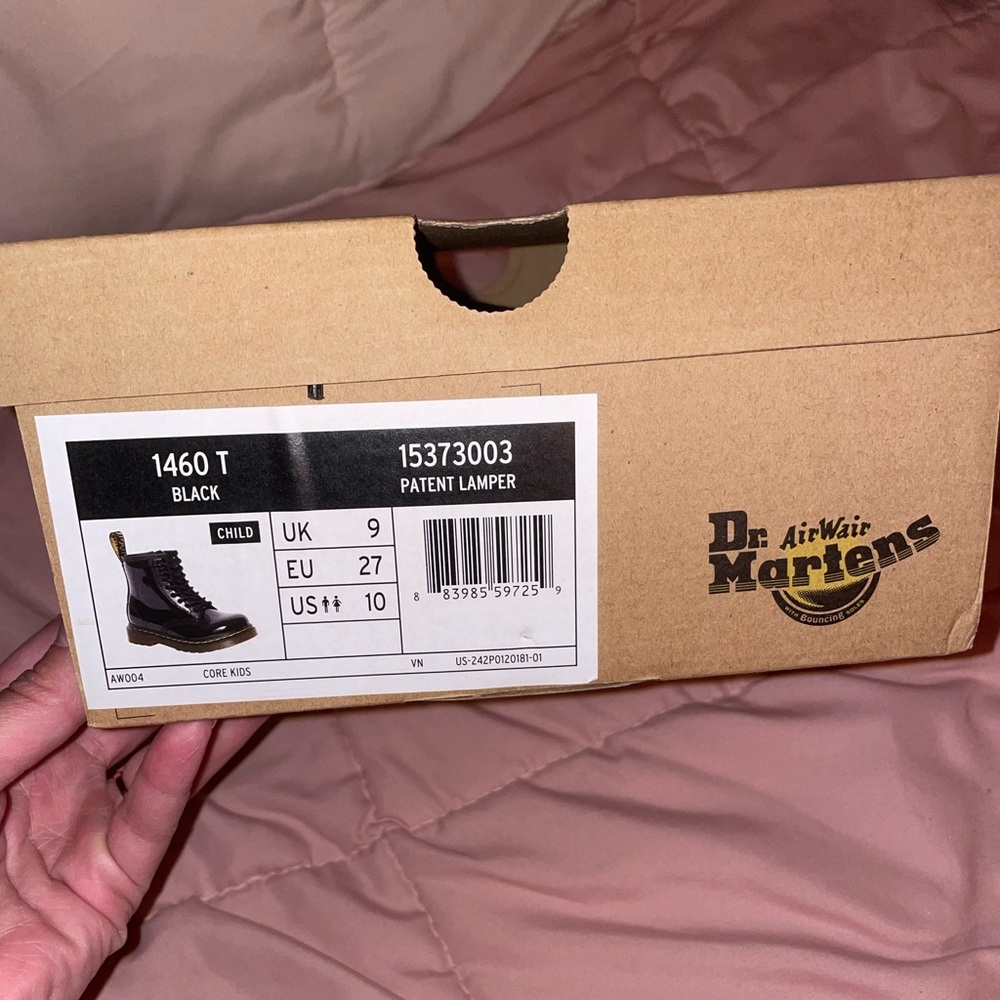 1460 T
BLACK
15373003
PATENT LAMPER
CHILD
UK 9
EU 27
US 10
8 83985 59725 9
AW004
CORE KIDS
VN
US-242P0120181-01
Dr. AirWair
Martens
WITH Bouncing SOLES